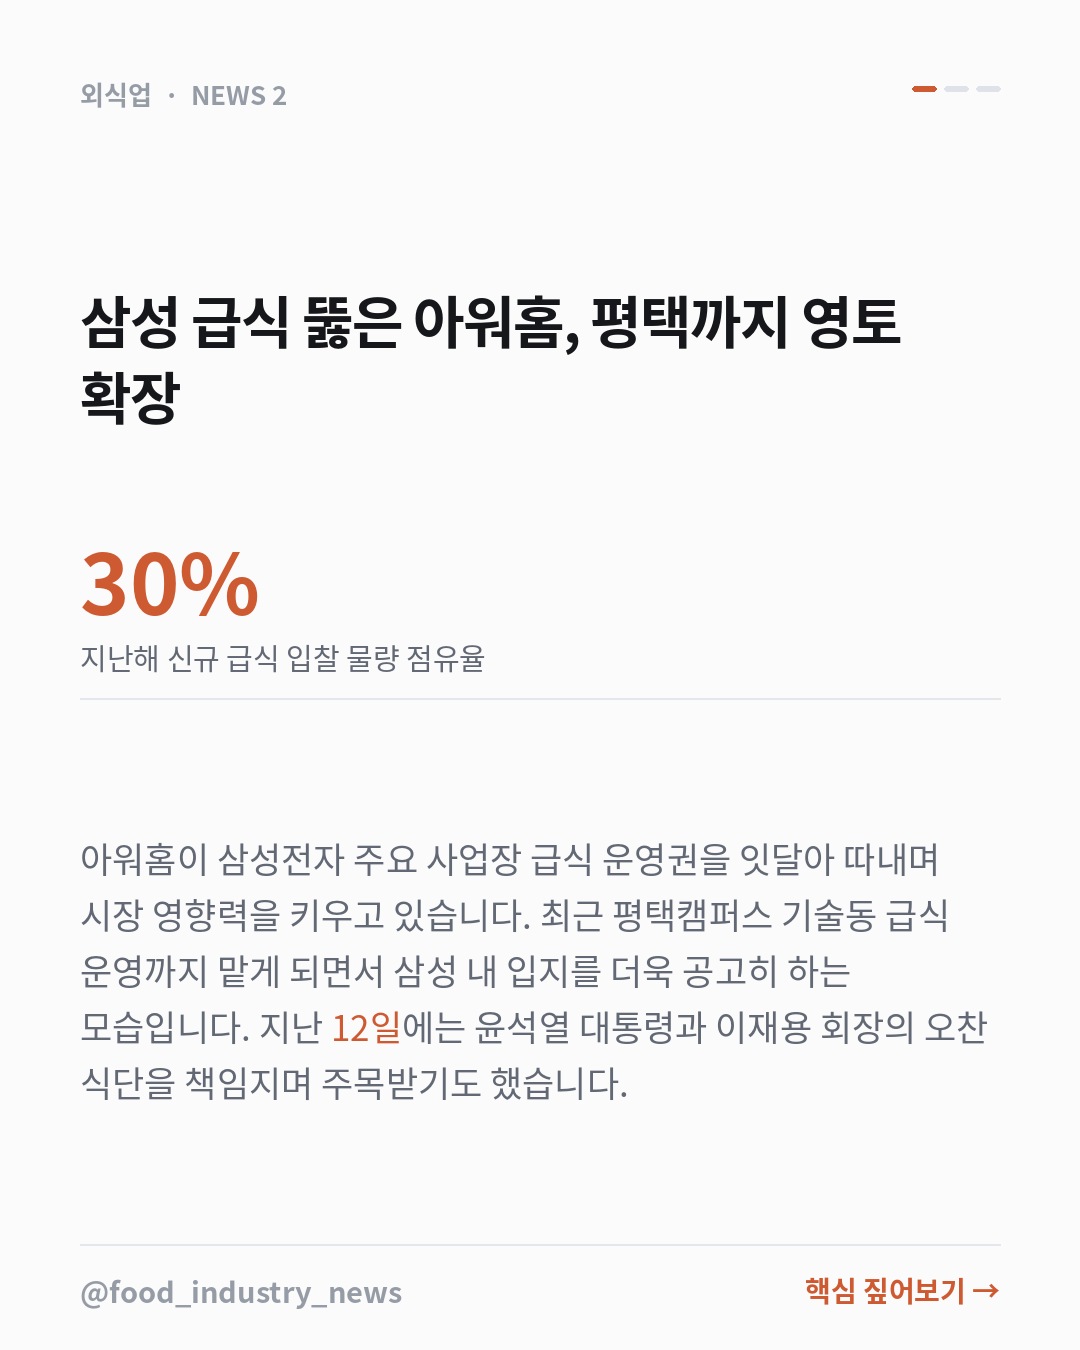 외식업 · NEWS 2
삼성 급식 뚫은 아워홈, 평택까지 영토
확장
30%
지난해 신규 급식 입찰 물량 점유율
아워홈이 삼성전자 주요 사업장 급식 운영권을 잇달아 따내며
시장 영향력을 키우고 있습니다. 최근 평택캠퍼스 기술동 급식
운영까지 맡게 되면서 삼성 내 입지를 더욱 공고히 하는
모습입니다. 지난 12일에는 윤석열 대통령과 이재용 회장의 오찬
식단을 책임지며 주목받기도 했습니다.
@food_industry_news
핵심 짚어보기 →